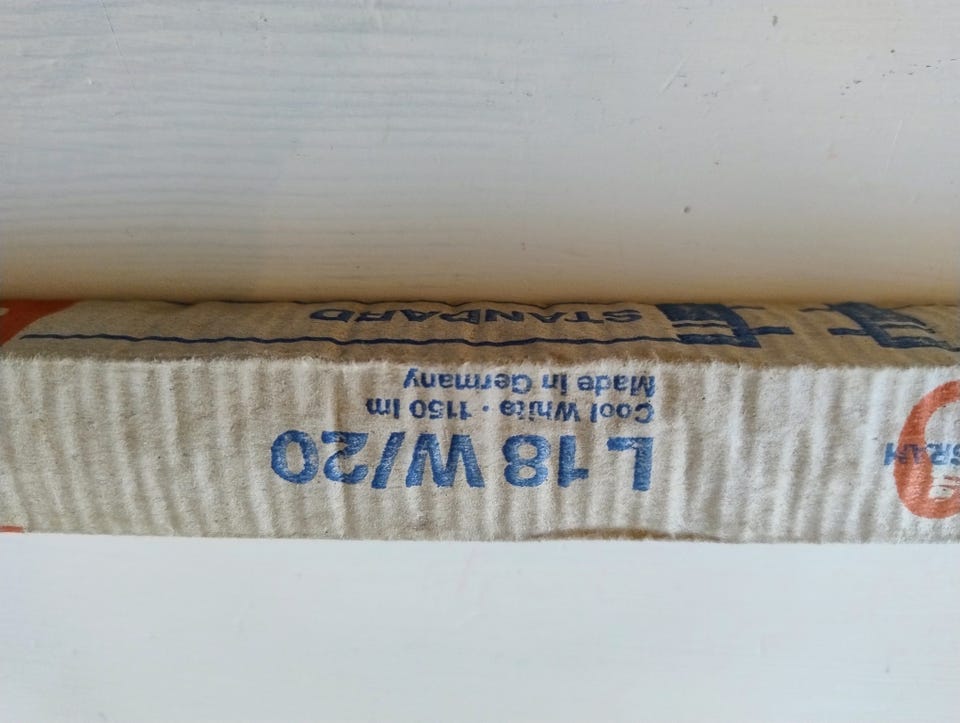 L 18 W/20
Cool White · 1150 lm
Made in Germany
STANDARD